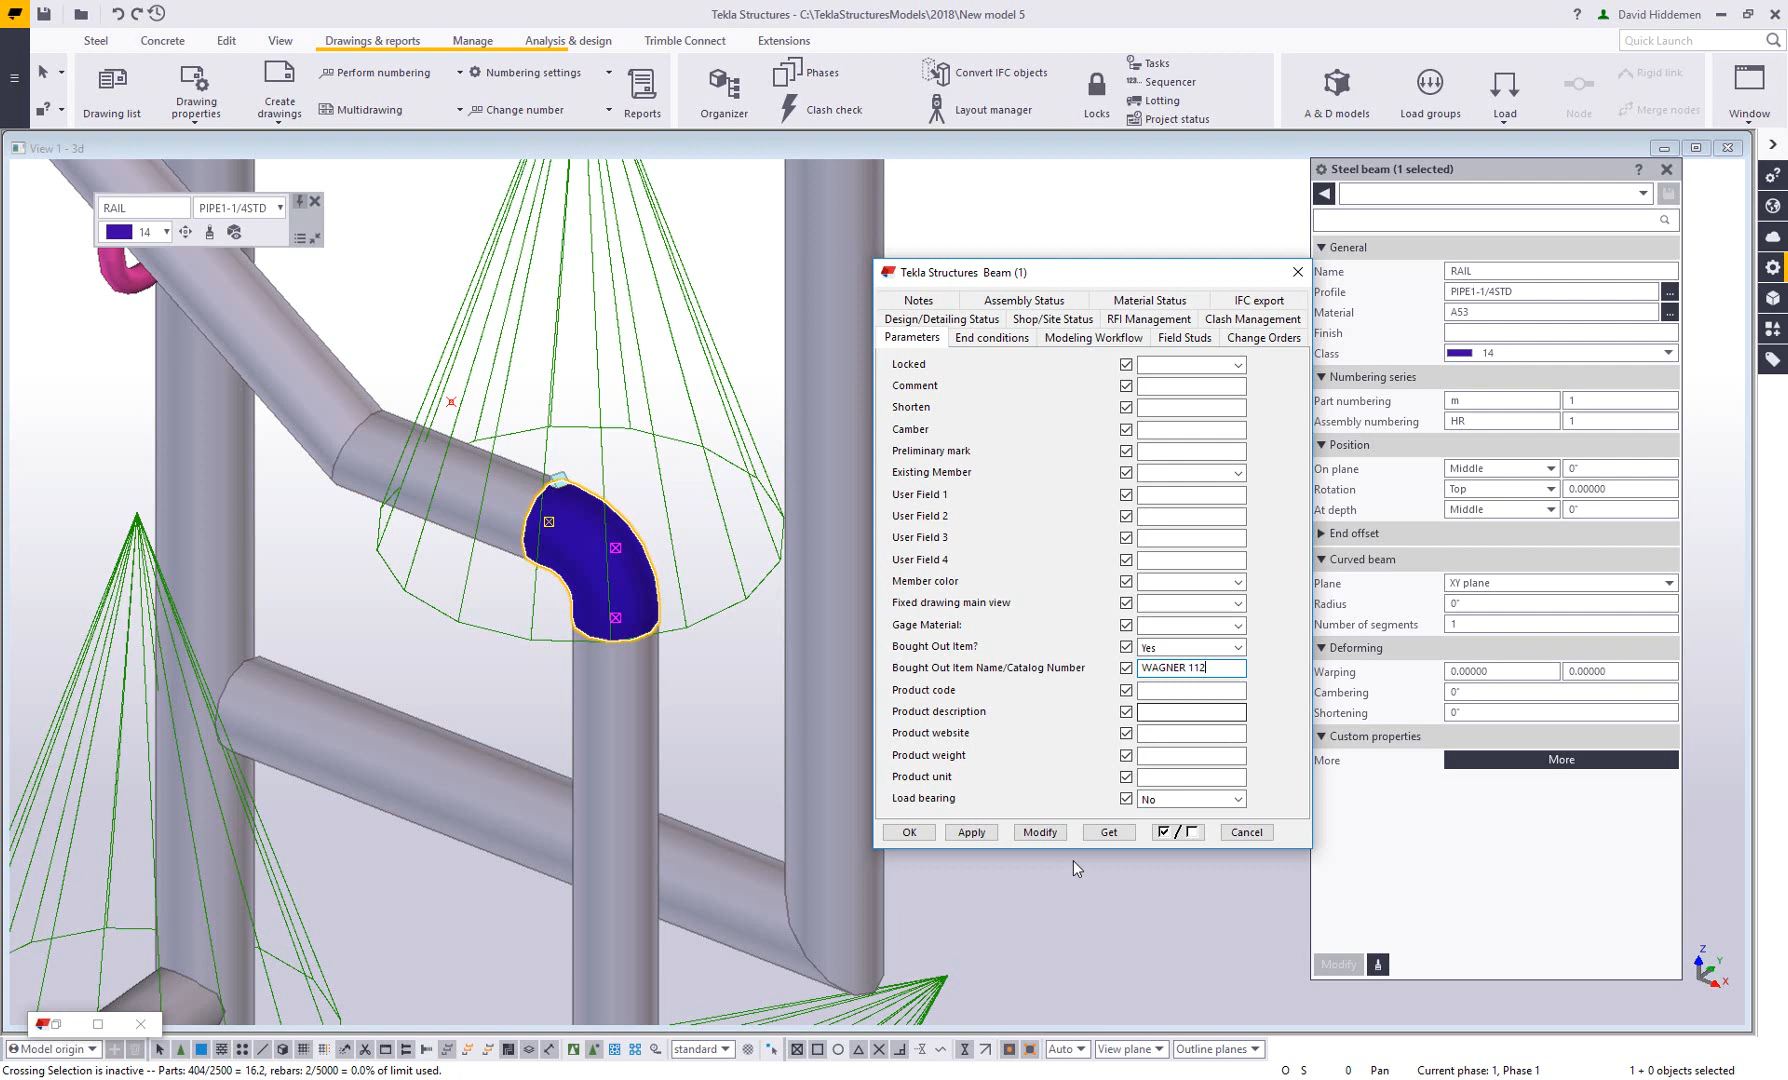 Tekla Structures - C:\TeklaStructuresModels\2018\New model 5
? David Hiddemen
Steel Concrete Edit View Drawings & reports Manage Analysis & design Trimble Connect Extensions
Quick Launch
Drawing list
Drawing properties
Create drawings
Perform numbering
Multidrawing
Numbering settings
Change number
Reports
Organizer
Phases
Clash check
Convert IFC objects
Layout manager
Locks
Tasks
123... Sequencer
Lotting
Project status
A & D models
Load groups
Load
Node
Rigid link
Merge nodes
Window
View 1 - 3d
RAIL PIPE1-1/4STD
14
Tekla Structures Beam (1)
Notes Assembly Status Material Status IFC export
Design/Detailing Status Shop/Site Status RFI Management Clash Management
Parameters End conditions Modeling Workflow Field Studs Change Orders
Locked
Comment
Shorten
Camber
Preliminary mark
Existing Member
User Field 1
User Field 2
User Field 3
User Field 4
Member color
Fixed drawing main view
Gage Material:
Bought Out Item? Yes
Bought Out Item Name/Catalog Number WAGNER 112
Product code
Product description
Product website
Product weight
Product unit
Load bearing No
OK Apply Modify Get / Cancel
Steel beam (1 selected) ?
General
Name RAIL
Profile PIPE1-1/4STD ...
Material A53 ...
Finish
Class 14
Numbering series
Part numbering m 1
Assembly numbering HR 1
Position
On plane Middle 0"
Rotation Top 0.00000
At depth Middle 0"
End offset
Curved beam
Plane XY plane
Radius 0"
Number of segments 1
Deforming
Warping 0.00000 0.00000
Cambering 0"
Shortening 0"
Custom properties
More More
Modify
Z
Y
X
Model origin standard Auto View plane Outline planes
Crossing Selection is inactive -- Parts: 404/2500 = 16.2, rebars: 2/5000 = 0.0% of limit used.
O S 0 Pan Current phase: 1, Phase 1 1 + 0 objects selected